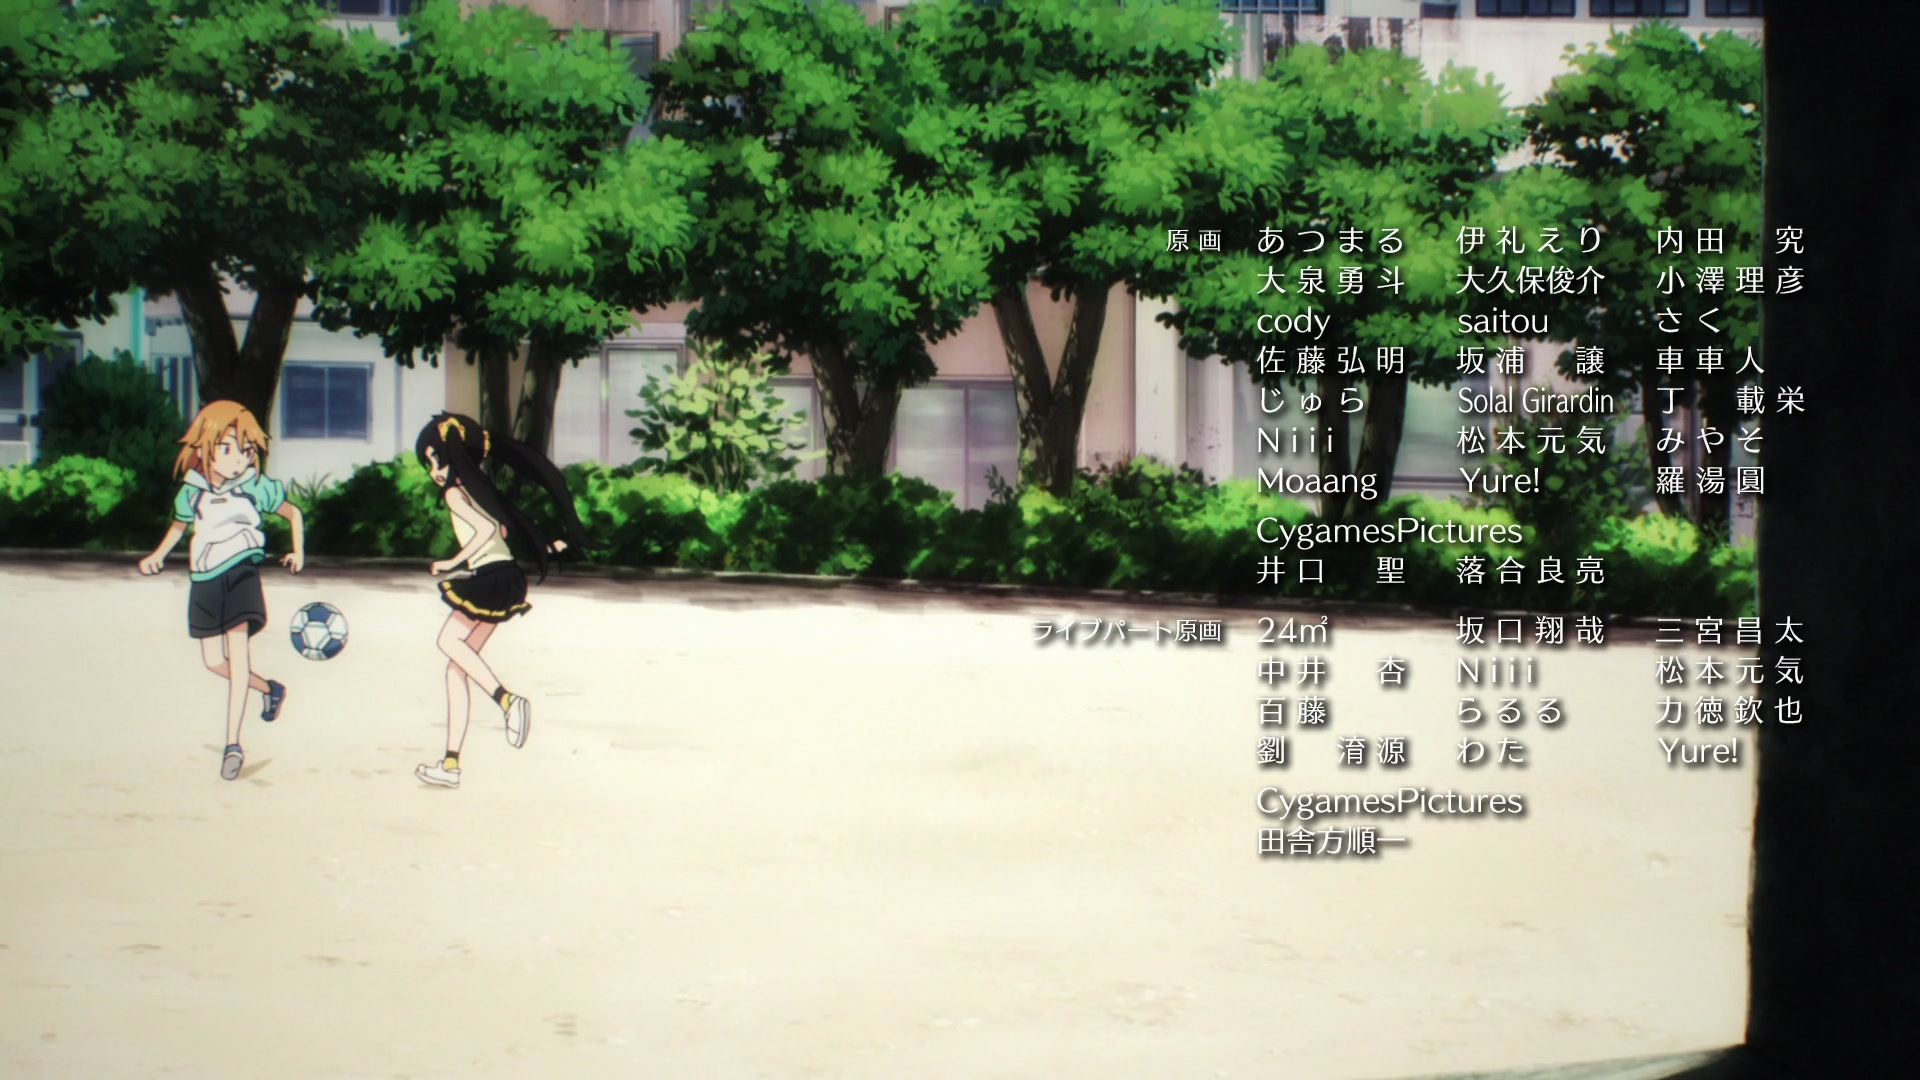 原画 あつまる 伊礼えり 内田 究
大泉勇斗 大久保俊介 小澤理彦
cody saitou さく
佐藤弘明 坂浦 譲 車車人
じゅら Solal Girardin 丁 載栄
Niii 松本元気 みやそ
Moaang Yure! 羅湯圓
CygamesPictures
井口 聖 落合良亮
ライブパート原画 24㎡ 坂口翔哉 三宮昌太
中井 杏 Niii 松本元気
百藤 らるる 力徳欽也
劉 淯源 わた Yure!
CygamesPictures
田舎方順一